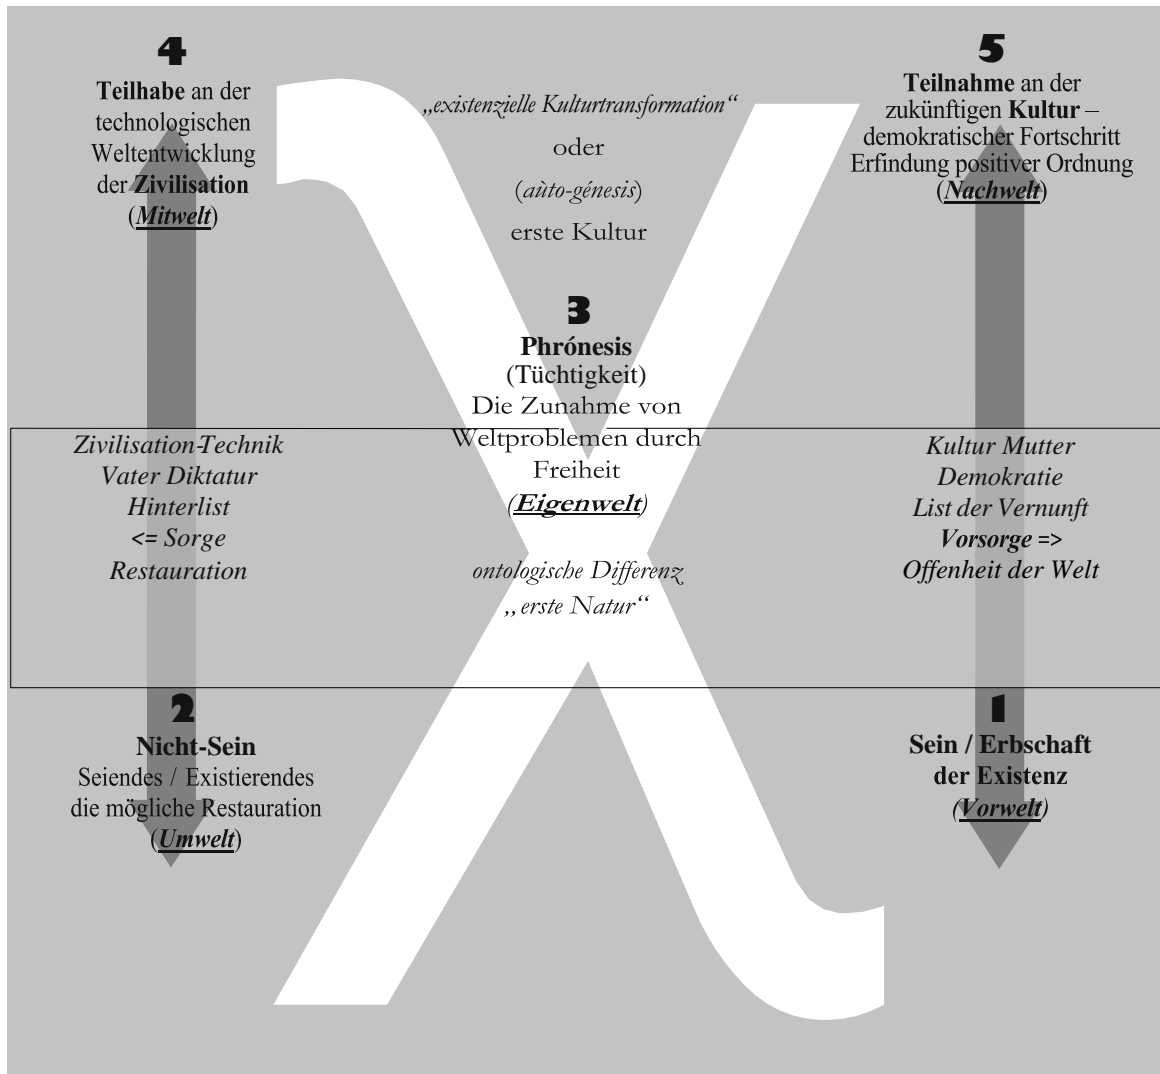 4
Teilhabe an der
technologischen
Weltentwicklung
der Zivilisation
(Mitwelt)
„existenzielle Kulturtransformation“
oder
(aùto-génesis)
erste Kultur
5
Teilnahme an der
zukünftigen Kultur –
demokratischer Fortschritt
Erfindung positiver Ordnung
(Nachwelt)
3
Phrónesis
(Tüchtigkeit)
Die Zunahme von
Weltproblemen durch
Freiheit
(Eigenwelt)
Zivilisation-Technik
Vater Diktatur
Hinterlist
<= Sorge
Restauration
ontologische Differenz
„erste Natur“
Kultur Mutter
Demokratie
List der Vernunft
Vorsorge =>
Offenheit der Welt
2
Nicht-Sein
Seiendes / Existierendes
die mögliche Restauration
(Umwelt)
1
Sein / Erbschaft
der Existenz
(Vorwelt)